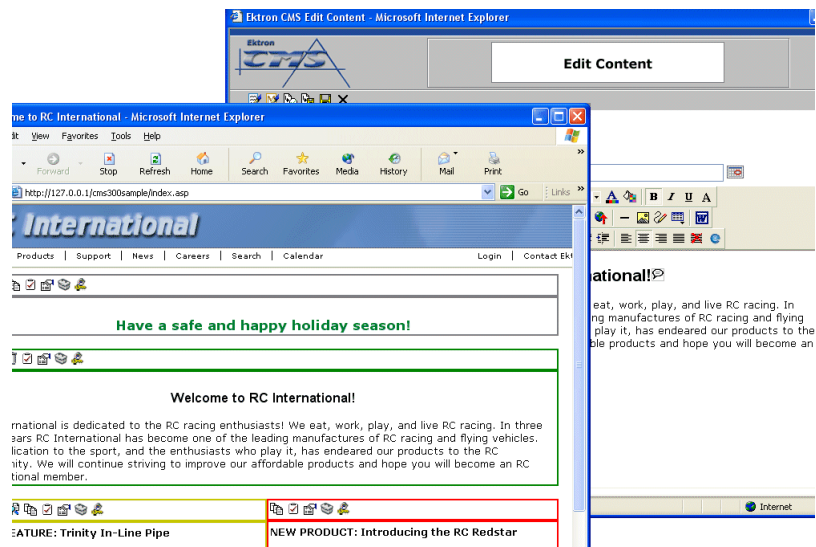 Ektron CMS Edit Content - Microsoft Internet Explorer
Ektron
CMS
Edit Content
me to RC International - Microsoft Internet Explorer
View Favorites Tools Help
Forward Stop Refresh Home Search Favorites Media History Mail Print
http://127.0.0.1/cms300sample/index.asp Go Links
International
Products | Support | News | Careers | Search | Calendar Login | Contact Ek
B I U A
ational!
Have a safe and happy holiday season!
eat, work, play, and live RC racing. In
ng manufactures of RC racing and flying
play it, has endeared our products to the
ble products and hope you will become an
Welcome to RC International!
rnational is dedicated to the RC racing enthusiasts! We eat, work, play, and live RC racing. In three
ears RC International has become one of the leading manufactures of RC racing and flying vehicles.
lication to the sport, and the enthusiasts who play it, has endeared our products to the RC
nity. We will continue striving to improve our affordable products and hope you will become an RC
tional member.
Internet
EATURE: Trinity In-Line Pipe
NEW PRODUCT: Introducing the RC Redstar